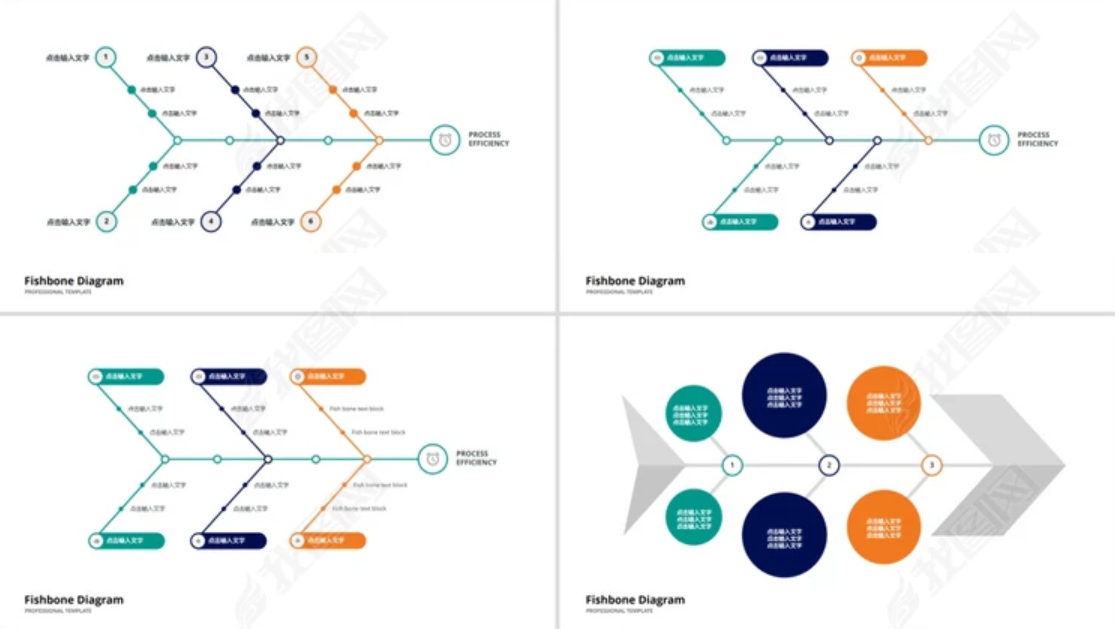 点击输入文字 1 点击输入文字 3 点击输入文字 5
点击输入文字 点击输入文字 点击输入文字
点击输入文字 点击输入文字 点击输入文字
PROCESS
EFFICIENCY
点击输入文字 点击输入文字 点击输入文字
点击输入文字 点击输入文字 点击输入文字
点击输入文字 2 点击输入文字 4 点击输入文字 6
Fishbone Diagram
PROFESSIONAL TEMPLATE
点击输入文字 点击输入文字 点击输入文字
点击输入文字 点击输入文字 点击输入文字
点击输入文字 点击输入文字 点击输入文字
PROCESS
EFFICIENCY
点击输入文字 点击输入文字
点击输入文字 点击输入文字
点击输入文字 点击输入文字
Fishbone Diagram
PROFESSIONAL TEMPLATE
点击输入文字 点击输入文字 点击输入文字
点击输入文字 点击输入文字 Fish bone text block
点击输入文字 点击输入文字 Fish bone text block
PROCESS
EFFICIENCY
点击输入文字 点击输入文字 Fish bone text block
点击输入文字 点击输入文字 Fish bone text block
点击输入文字 点击输入文字 点击输入文字
Fishbone Diagram
PROFESSIONAL TEMPLATE
点击输入文字
点击输入文字
点击输入文字
点击输入文字
点击输入文字
点击输入文字
点击输入文字
点击输入文字
点击输入文字
1 2 3
点击输入文字
点击输入文字
点击输入文字
点击输入文字
点击输入文字
点击输入文字
点击输入文字
点击输入文字
点击输入文字
Fishbone Diagram
PROFESSIONAL TEMPLATE